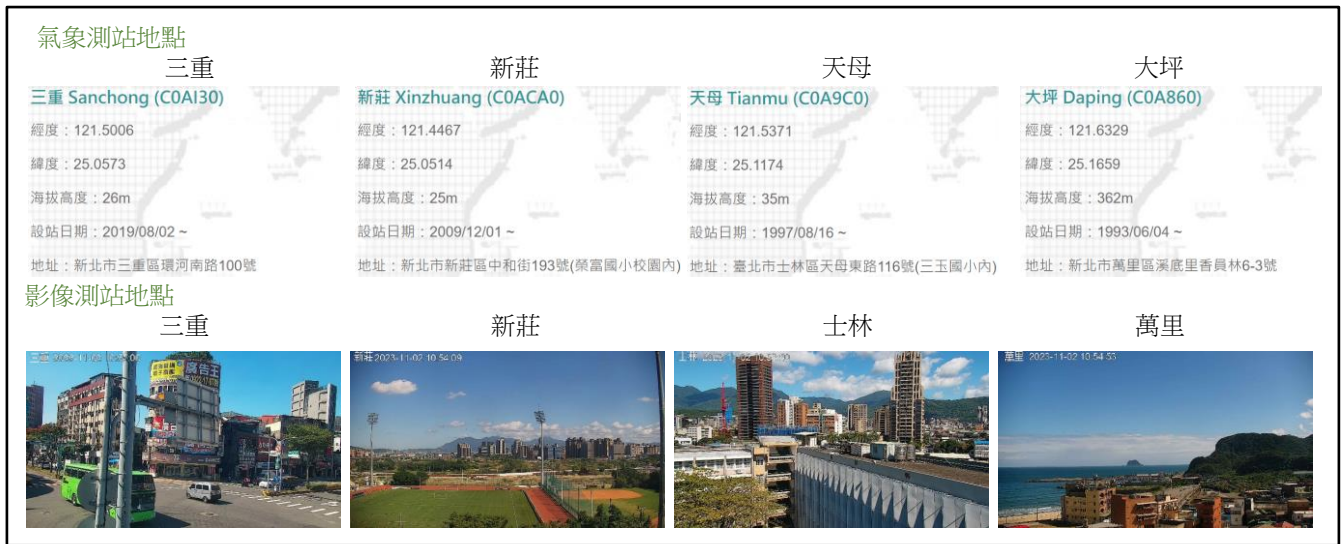 氣象測站地點
三重 新莊 天母 大坪
三重 Sanchong (C0AI30) 新莊 Xinzhuang (C0ACA0) 天母 Tianmu (C0A9C0) 大坪 Daping (C0A860)
經度：121.5006 經度：121.4467 經度：121.5371 經度：121.6329
緯度：25.0573 緯度：25.0514 緯度：25.1174 緯度：25.1659
海拔高度：26m 海拔高度：25m 海拔高度：35m 海拔高度：362m
設站日期：2019/08/02 ~ 設站日期：2009/12/01 ~ 設站日期：1997/08/16 ~ 設站日期：1993/06/04 ~
地址：新北市三重區環河南路100號 地址：新北市新莊區中和街193號(榮富國小校園內) 地址：臺北市士林區天母東路116號(三玉國小內) 地址：新北市萬里區溪底里香員林6-3號
影像測站地點
三重 新莊 士林 萬里
新莊 2023-11-02 10:54:09 萬里 2023-11-02 10:54:53
廣告王